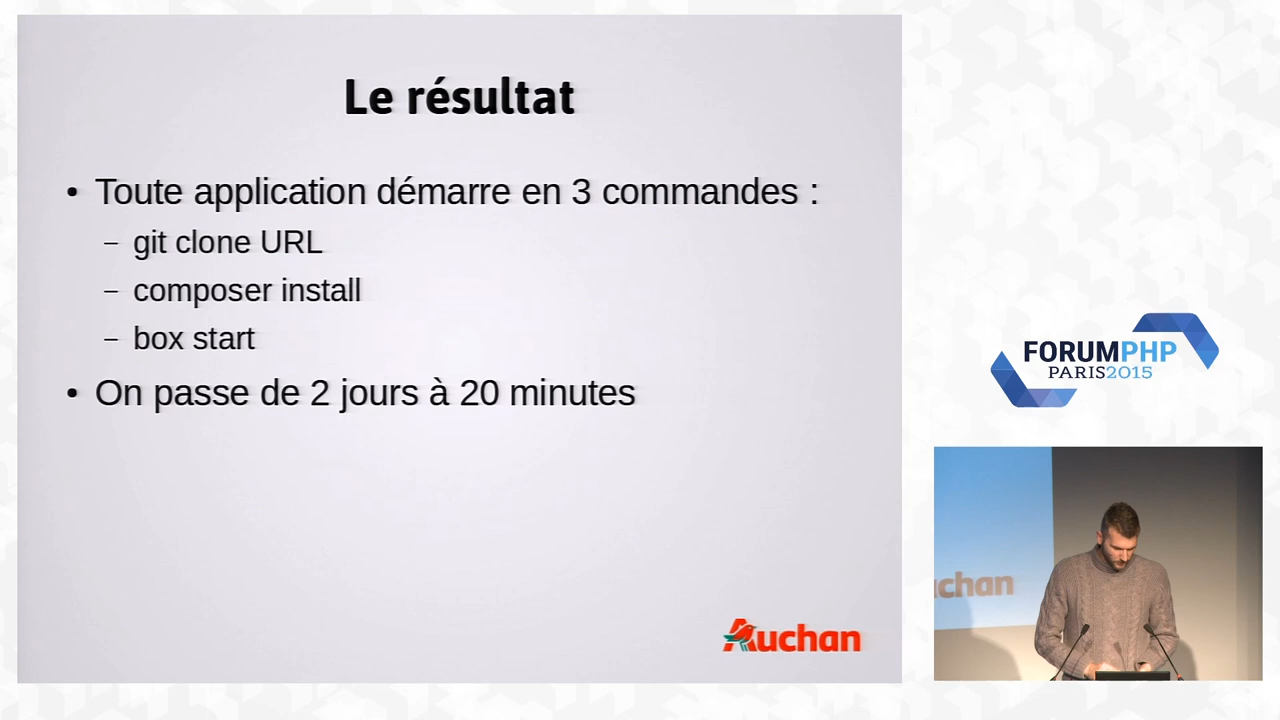 Le résultat
• Toute application démarre en 3 commandes :
– git clone URL
– composer install
– box start
• On passe de 2 jours à 20 minutes
Auchan
FORUMPHP
PARIS2015
uchan